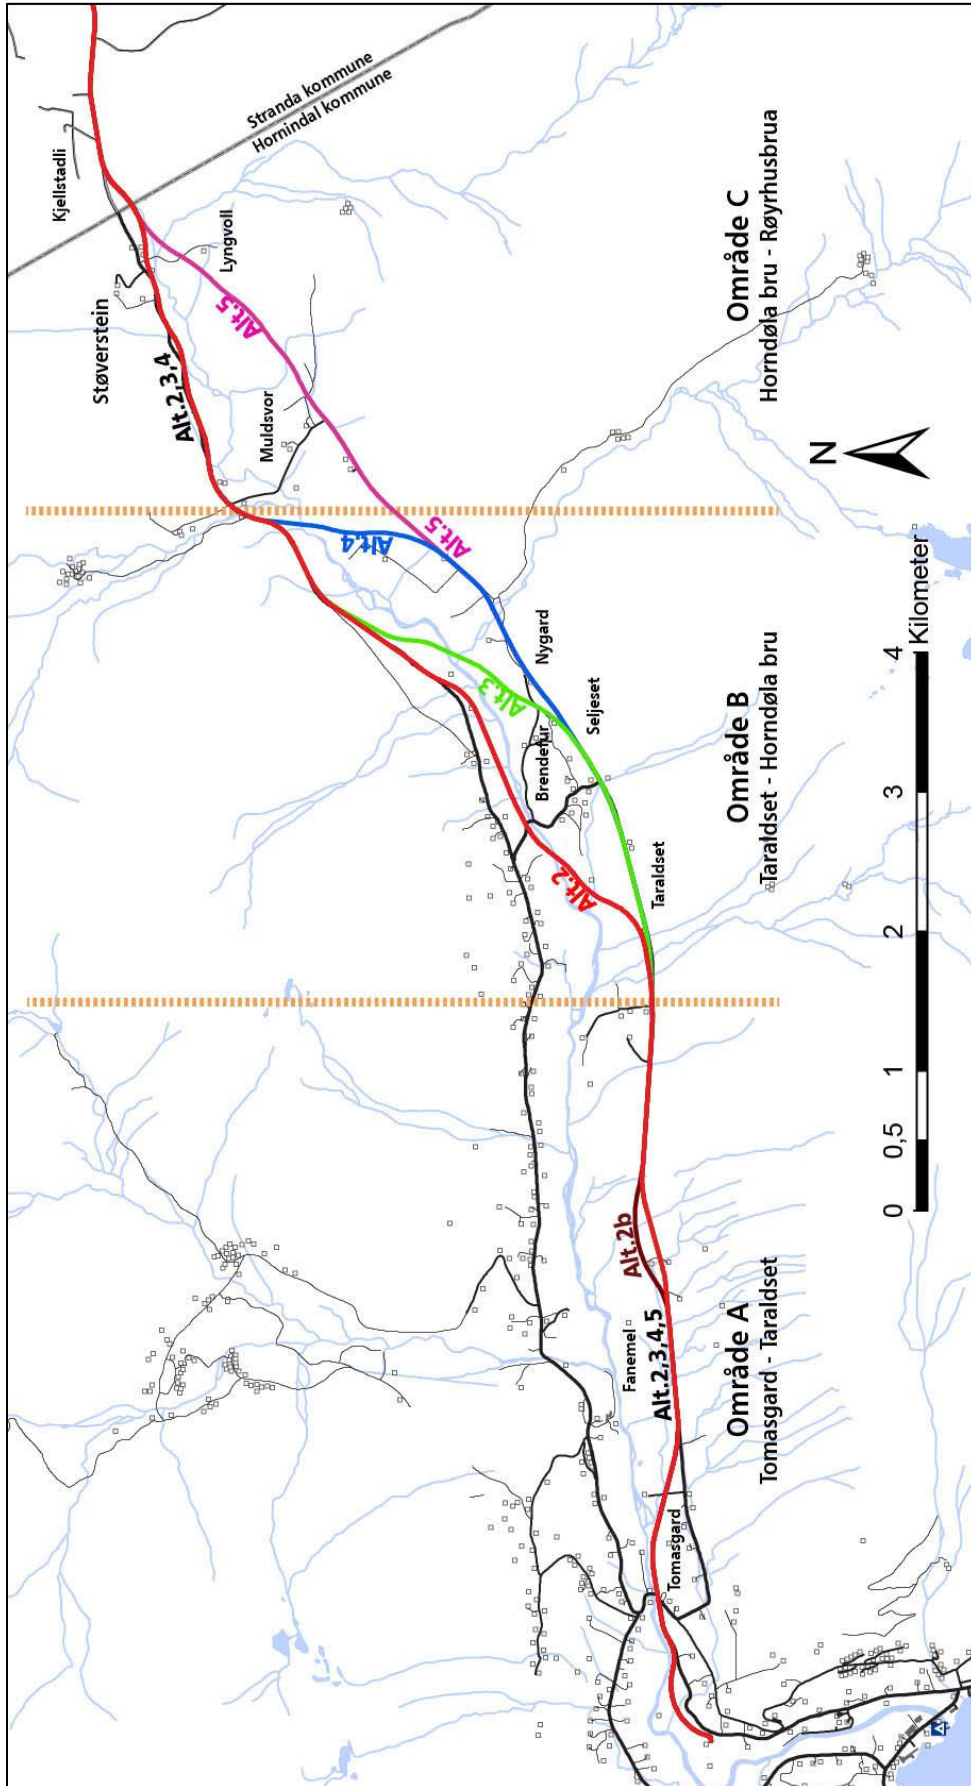 Kjellstadli
Stranda kommune
Hornindal kommune
Støverstein
Lyngvoll
Alt.2,3,4
Alt.5
Muldsvor
Alt.4
Alt.5
Alt.3
Nygard
Seljeset
Brendefur
Alt.2
Taraldset
Alt.2b
Fanemel
Alt.2,3,4,5
Tomasgard
Område A
Tomasgard - Taraldset
Område B
Taraldset - Horndøla bru
Område C
Horndøla bru - Røyrhusbrua
N
0 0,5 1 2 3 4
Kilometer